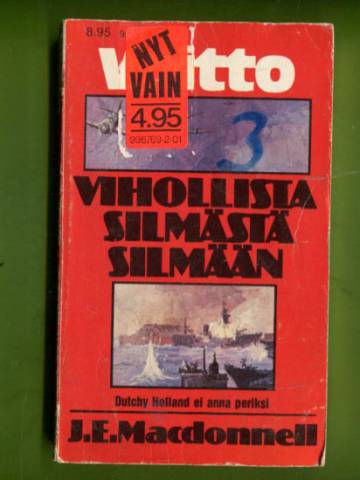 8.95
NYT
VAIN
4.95
996769-2-01
3
VIHOLLISTA
SILMÄSTÄ
SILMÄÄN
Dutchy Holland ei anna periksi
J.E.Macdonnell